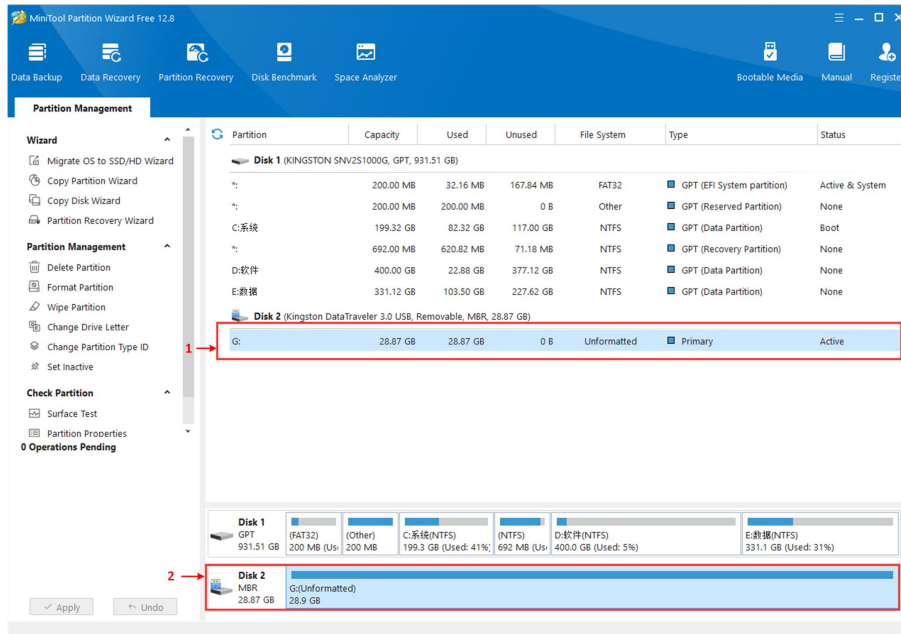 MiniTool Partition Wizard Free 12.8
Data Backup Data Recovery Partition Recovery Disk Benchmark Space Analyzer Bootable Media Manual Registe
Partition Management
Wizard
Migrate OS to SSD/HD Wizard
Copy Partition Wizard
Copy Disk Wizard
Partition Recovery Wizard
Partition Management
Delete Partition
Format Partition
Wipe Partition
Change Drive Letter
Change Partition Type ID
Set Inactive
Check Partition
Surface Test
Partition Properties
0 Operations Pending
Apply Undo
Partition Capacity Used Unused File System Type Status
Disk 1 (KINGSTON SNV2S1000G, GPT, 931.51 GB)
*: 200.00 MB 32.16 MB 167.84 MB FAT32 GPT (EFI System partition) Active & System
*: 200.00 MB 200.00 MB 0 B Other GPT (Reserved Partition) None
C:系统 199.32 GB 82.32 GB 117.00 GB NTFS GPT (Data Partition) Boot
*: 692.00 MB 620.82 MB 71.18 MB NTFS GPT (Recovery Partition) None
D:软件 400.00 GB 22.88 GB 377.12 GB NTFS GPT (Data Partition) None
E:数据 331.12 GB 103.50 GB 227.62 GB NTFS GPT (Data Partition) None
Disk 2 (Kingston DataTraveler 3.0 USB, Removable, MBR, 28.87 GB)
1
G: 28.87 GB 28.87 GB 0 B Unformatted Primary Active
Disk 1
GPT
931.51 GB
(FAT32)
200 MB (Us
(Other)
200 MB
C:系统(NTFS)
199.3 GB (Used: 41%
(NTFS)
692 MB (Us
D:软件(NTFS)
400.0 GB (Used: 5%)
E:数据(NTFS)
331.1 GB (Used: 31%)
2
Disk 2
MBR
28.87 GB
G:(Unformatted)
28.9 GB